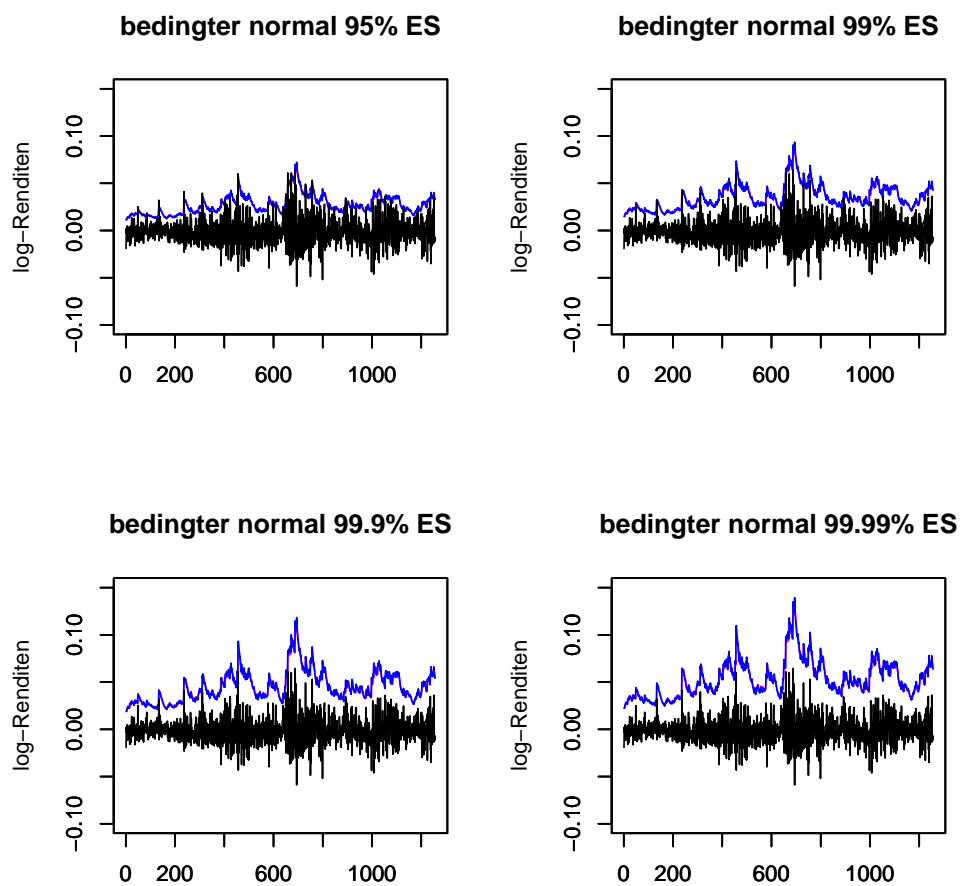 bedingter normal 95% ES
log−Renditen
0.10
0.00
−0.10
0 200 600 1000
bedingter normal 99% ES
log−Renditen
0.10
0.00
−0.10
0 200 600 1000
bedingter normal 99.9% ES
log−Renditen
0.10
0.00
−0.10
0 200 600 1000
bedingter normal 99.99% ES
log−Renditen
0.10
0.00
−0.10
0 200 600 1000